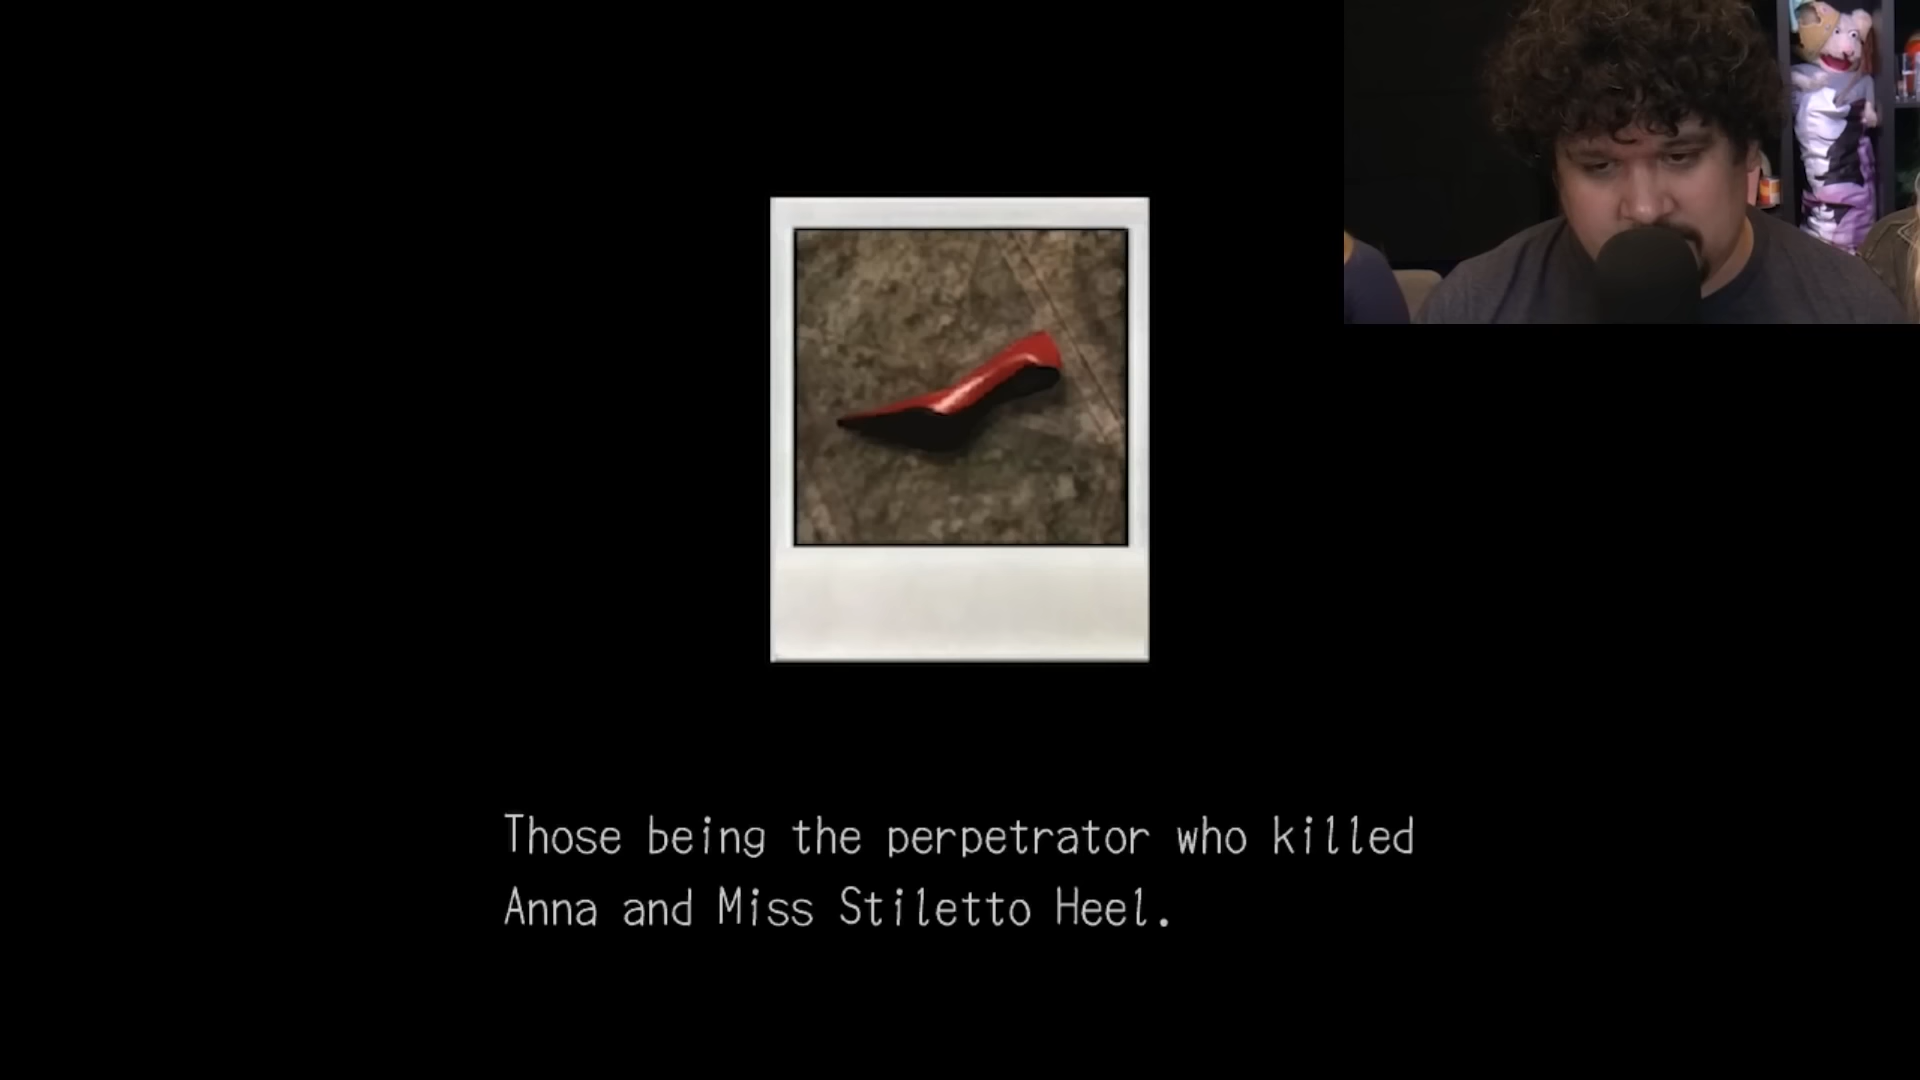 Those being the perpetrator who killed
Anna and Miss Stiletto Heel.